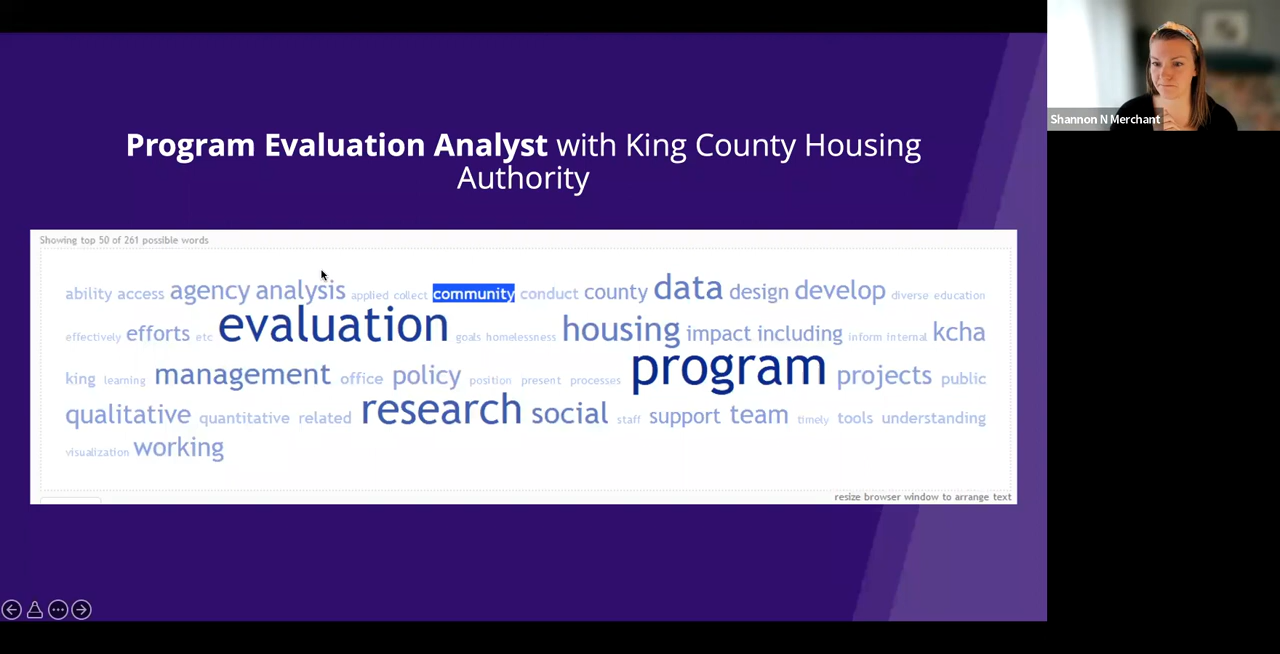 Program Evaluation Analyst with King County Housing
Authority
Showing top 50 of 261 possible words
ability access agency analysis applied collect community conduct county data design develop diverse education
effectively efforts etc evaluation goals homelessness housing impact including inform internal kcha
king learning management office policy position present processes program projects public
qualitative quantitative related research social staff support team timely tools understanding
visualization working
resize browser window to arrange text
Shannon N Merchant